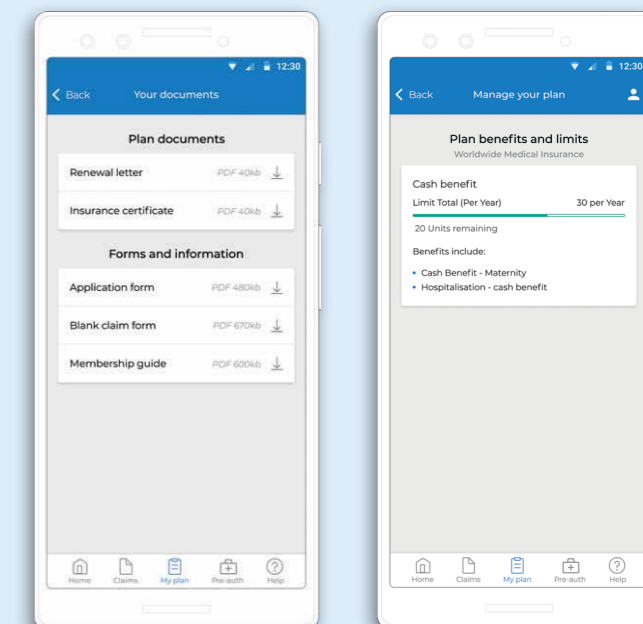 12:30
Back Your documents
Plan documents
Renewal letter PDF 40kb
Insurance certificate PDF 40kb
Forms and information
Application form PDF 480kb
Blank claim form PDF 670kb
Membership guide PDF 600kb
Home Claims My plan Pre-auth Help
12:30
Back Manage your plan
Plan benefits and limits
Worldwide Medical Insurance
Cash benefit
Limit Total (Per Year) 30 per Year
20 Units remaining
Benefits include:
• Cash Benefit - Maternity
• Hospitalisation - cash benefit
Home Claims My plan Pre-auth Help